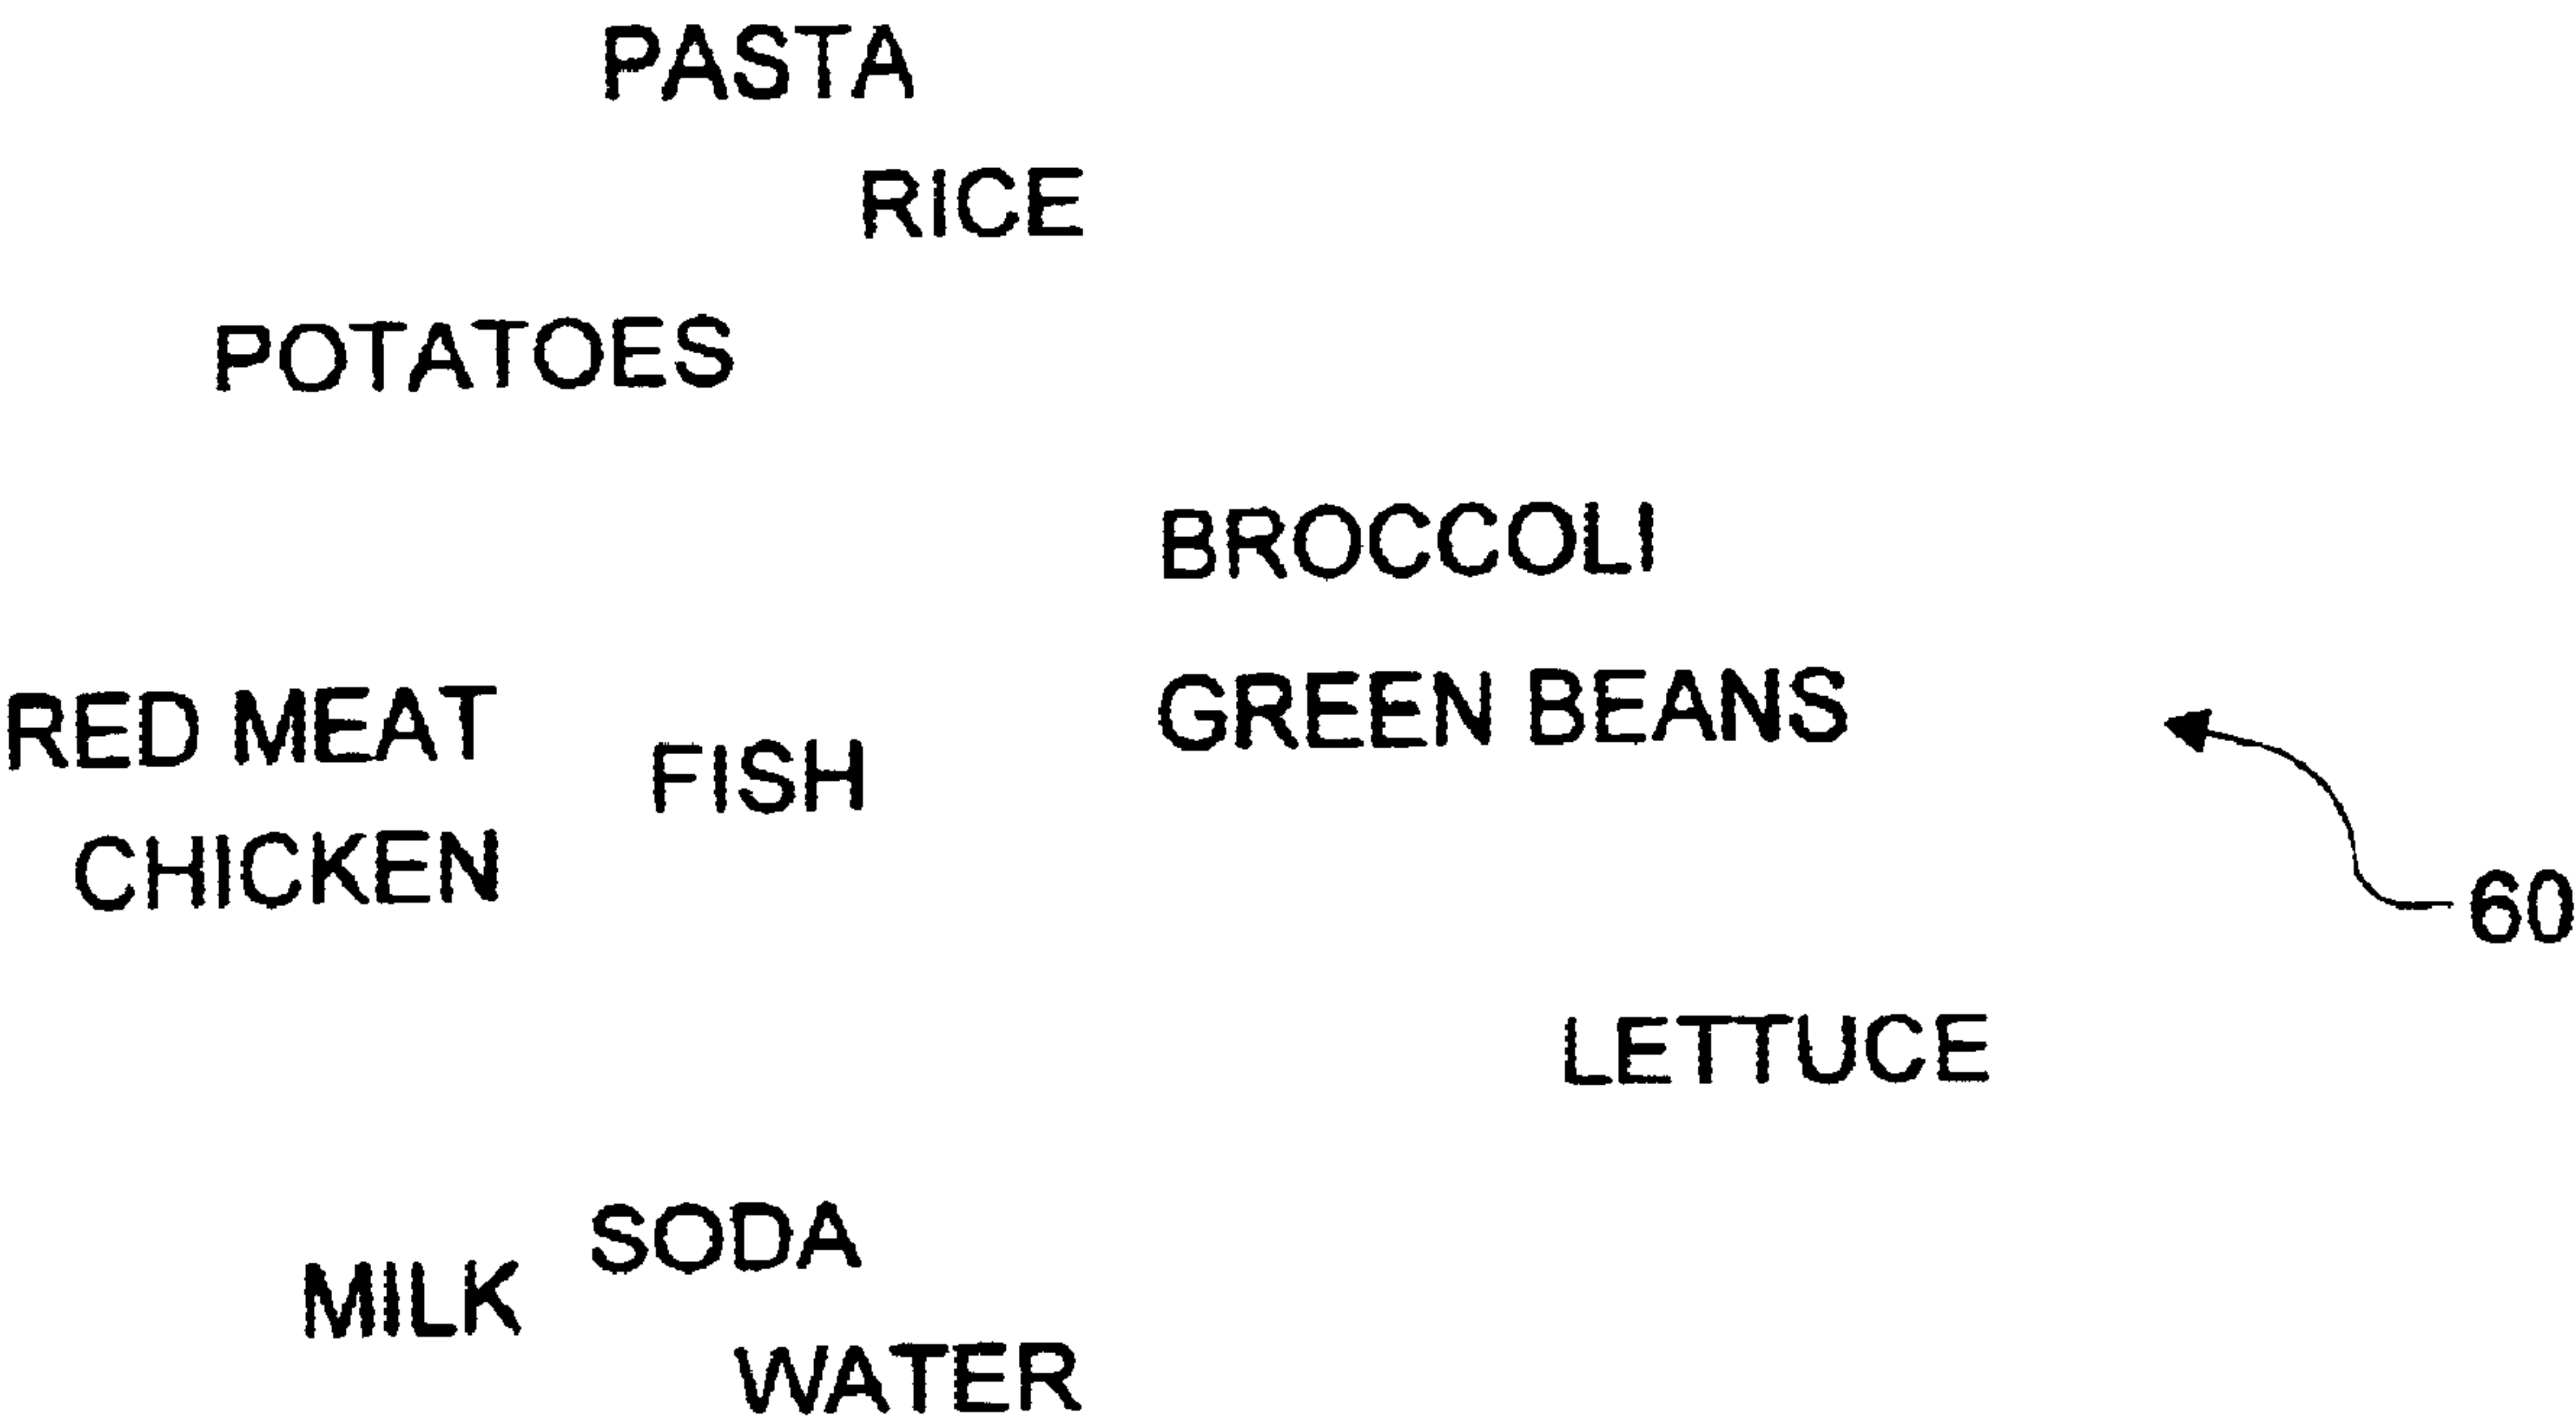 PASTA
RICE
POTATOES
BROCCOLI
RED MEAT
FISH
GREEN BEANS
CHICKEN
60
LETTUCE
SODA
MILK
WATER